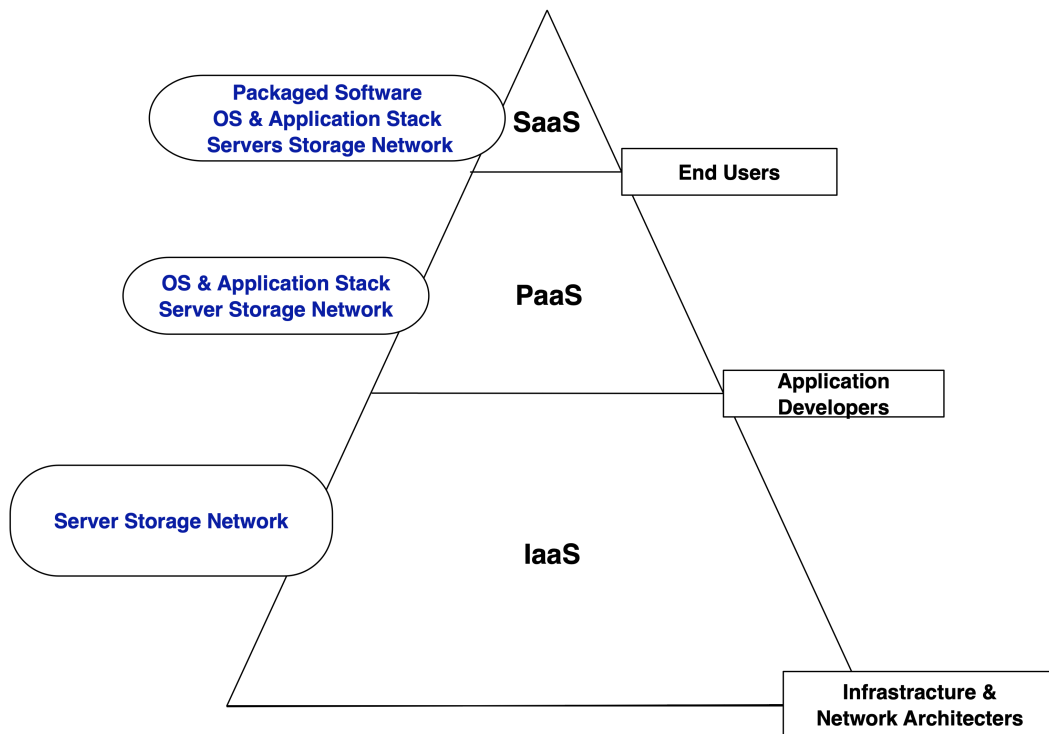 Packaged Software
OS & Application Stack
Servers Storage Network
SaaS
End Users
OS & Application Stack
Server Storage Network
PaaS
Application
Developers
Server Storage Network
IaaS
Infrastracture &
Network Architecters